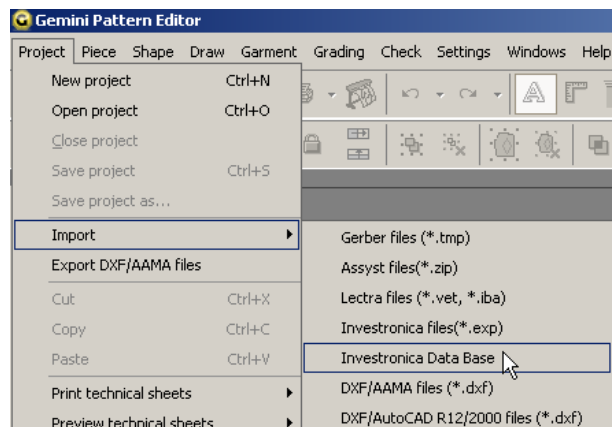 Gemini Pattern Editor
Project Piece Shape Draw Garment Grading Check Settings Windows Help
New project Ctrl+N
Open project Ctrl+O
Close project
Save project Ctrl+S
Save project as...
Import
Export DXF/AAMA files
Cut Ctrl+X
Copy Ctrl+C
Paste Ctrl+V
Print technical sheets
Preview technical sheets
Gerber files (*.tmp)
Assyst files(*.zip)
Lectra files (*.vet, *.iba)
Investronica files(*.exp)
Investronica Data Base
DXF/AAMA files (*.dxf)
DXF/AutoCAD R12/2000 files (*.dxf)